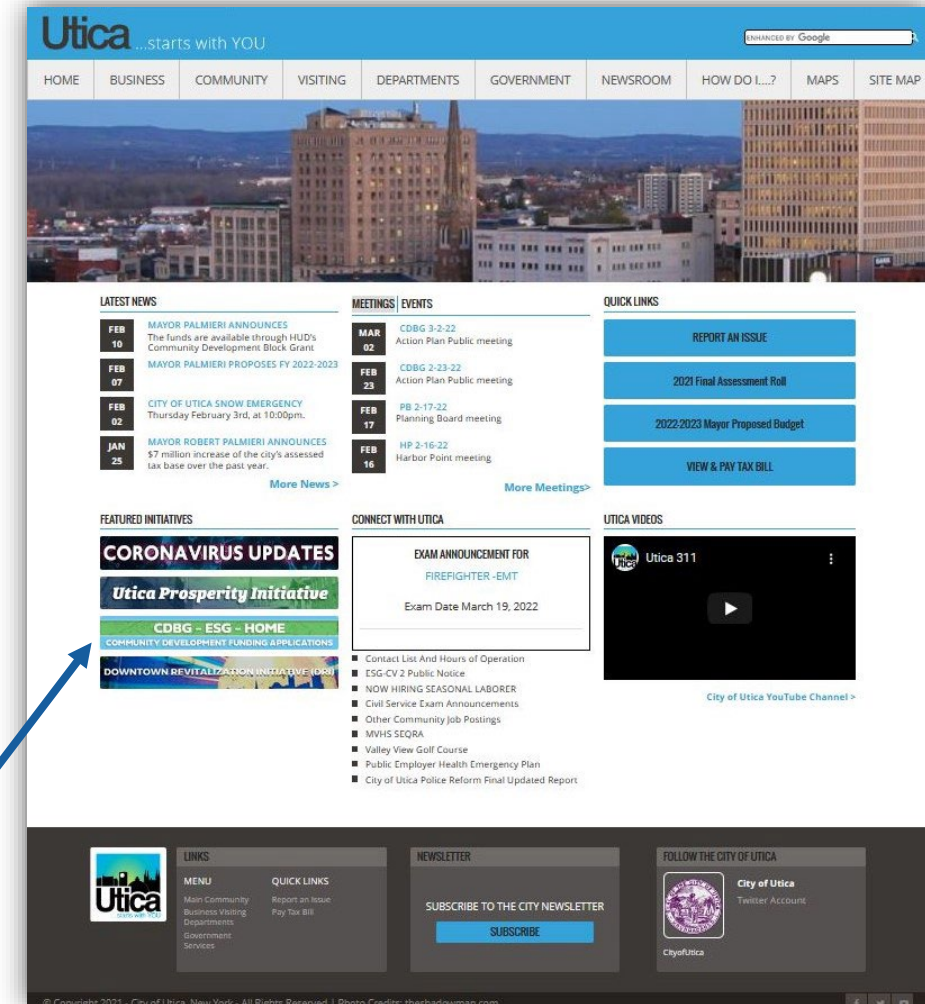 Utica ...starts with YOU
ENHANCED BY Google
HOME BUSINESS COMMUNITY VISITING DEPARTMENTS GOVERNMENT NEWSROOM HOW DO I....? MAPS SITE MAP
LATEST NEWS
FEB 10
MAYOR PALMIERI ANNOUNCES
The funds are available through HUD's
Community Development Block Grant
FEB 07
MAYOR PALMIERI PROPOSES FY 2022-2023
FEB 02
CITY OF UTICA SNOW EMERGENCY
Thursday February 3rd, at 10:00pm.
JAN 25
MAYOR ROBERT PALMIERI ANNOUNCES
$7 million increase of the city's assessed
tax base over the past year.
More News >
MEETINGS EVENTS
MAR 02
CDBG 3-2-22
Action Plan Public meeting
FEB 23
CDBG 2-23-22
Action Plan Public meeting
FEB 17
PB 2-17-22
Planning Board meeting
FEB 16
HP 2-16-22
Harbor Point meeting
More Meetings>
QUICK LINKS
REPORT AN ISSUE
2021 Final Assessment Roll
2022-2023 Mayor Proposed Budget
VIEW & PAY TAX BILL
FEATURED INITIATIVES
CORONAVIRUS UPDATES
Utica Prosperity Initiative
CDBG - ESG - HOME
COMMUNITY DEVELOPMENT FUNDING APPLICATIONS
DOWNTOWN REVITALIZATION INITIATIVE (DRI)
CONNECT WITH UTICA
EXAM ANNOUNCEMENT FOR
FIREFIGHTER -EMT
Exam Date March 19, 2022
Contact List And Hours of Operation
ESG-CV 2 Public Notice
NOW HIRING SEASONAL LABORER
Civil Service Exam Announcements
Other Community Job Postings
MVHS SEQRA
Valley View Golf Course
Public Employer Health Emergency Plan
City of Utica Police Reform Final Updated Report
UTICA VIDEOS
Utica 311
City of Utica YouTube Channel >
Utica
starts with YOU
LINKS
MENU
Main Community
Business Visiting
Departments
Government
Services
QUICK LINKS
Report an Issue
Pay Tax Bill
NEWSLETTER
SUBSCRIBE TO THE CITY NEWSLETTER
SUBSCRIBE
FOLLOW THE CITY OF UTICA
City of Utica
Twitter Account
CityofUtica
© Copyright 2021 - City of Utica, New York - All Rights Reserved | Photo Credits: theshadowman.com